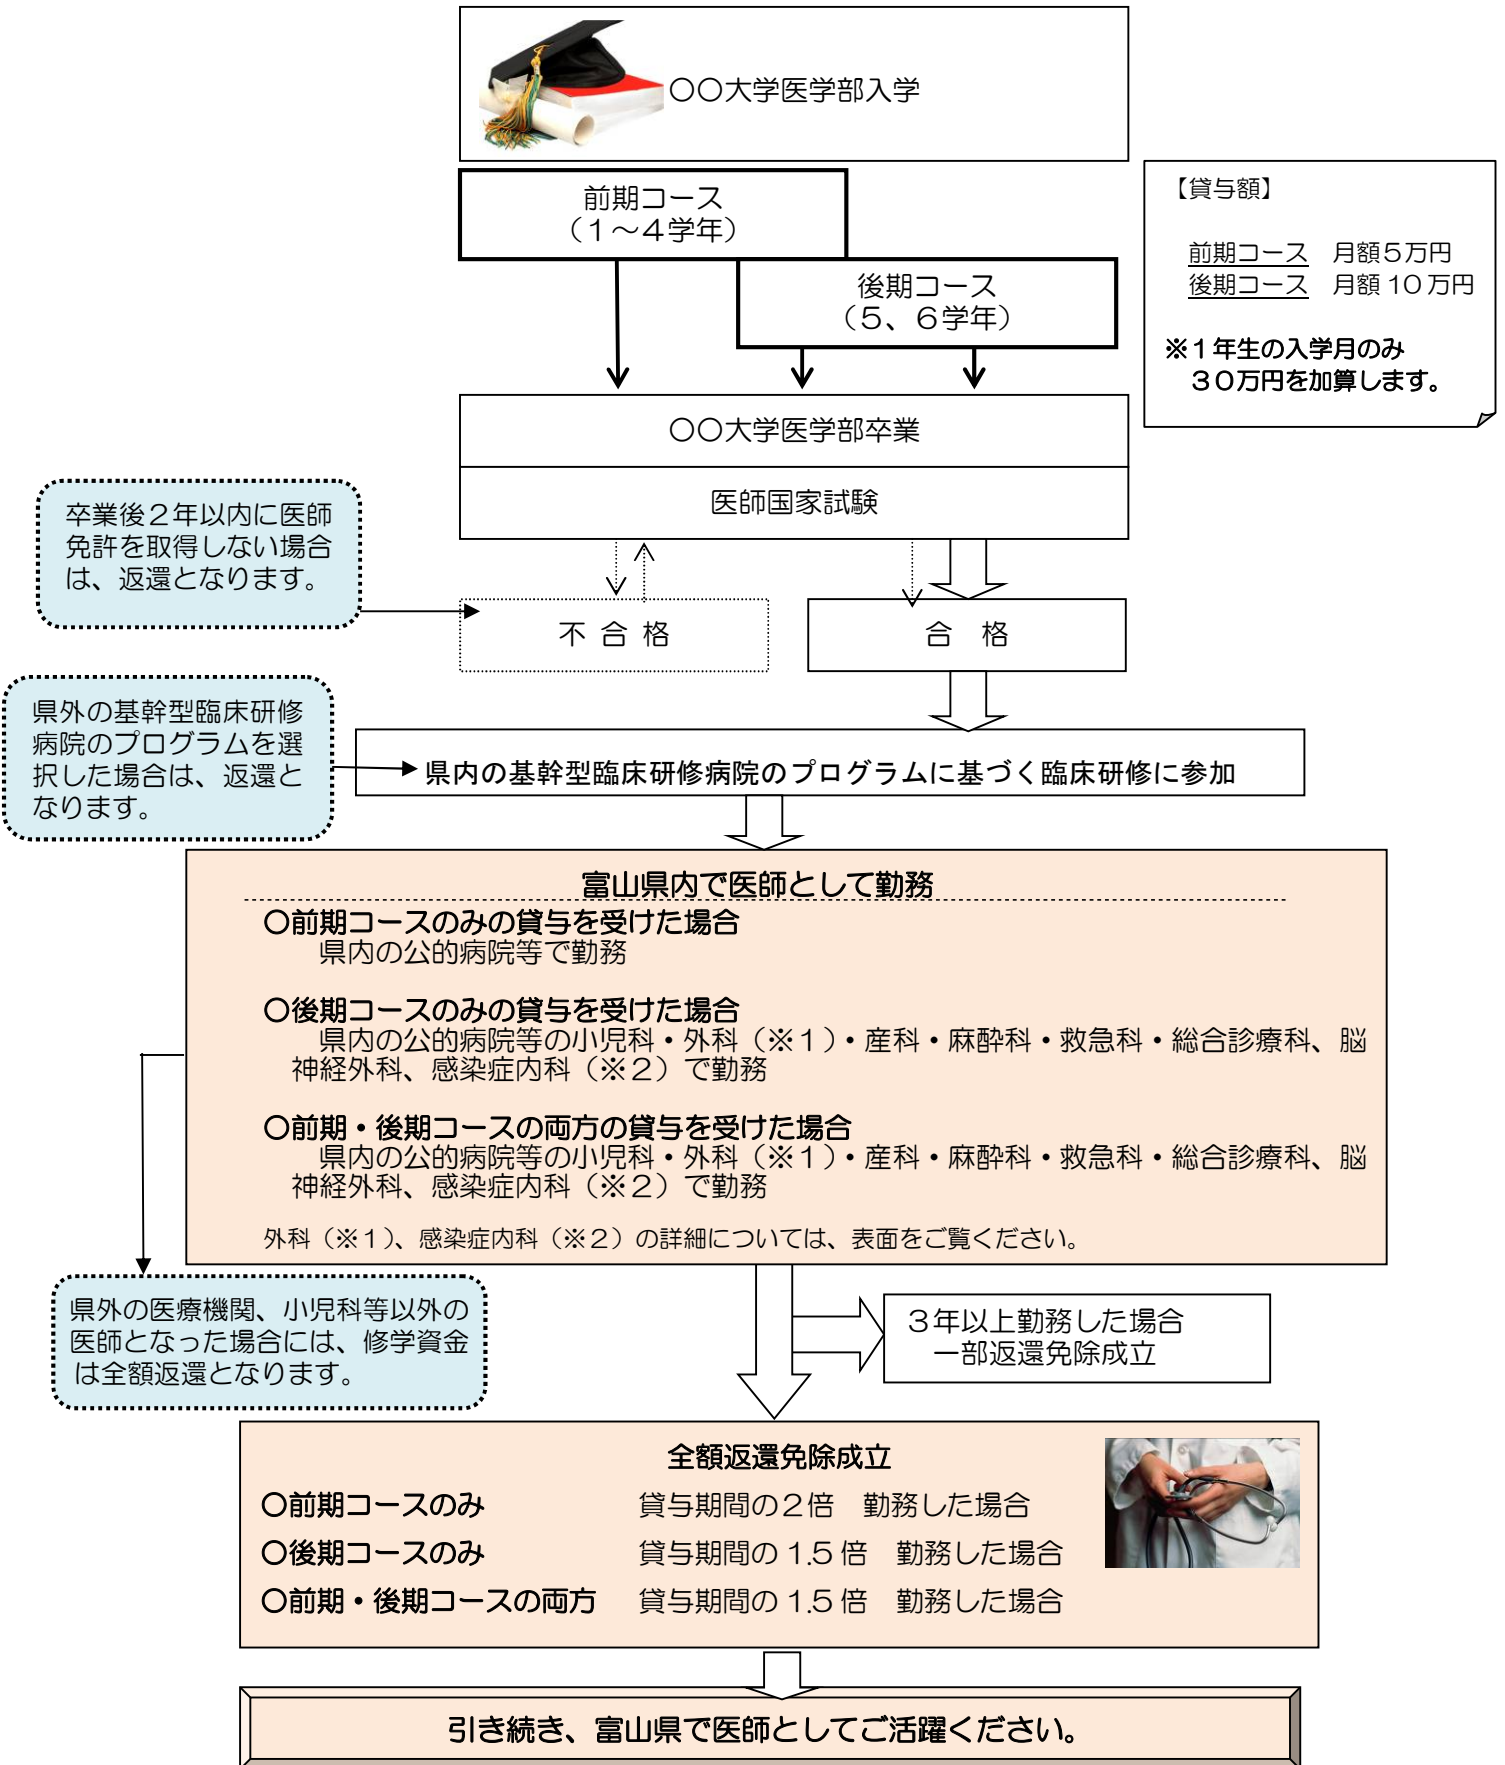 〇〇大学医学部入学
前期コース
（１～４学年）
後期コース
（５、６学年）
【貸与額】
前期コース　月額５万円
後期コース　月額 10 万円
※１年生の入学月のみ
３０万円を加算します。
〇〇大学医学部卒業
医師国家試験
卒業後２年以内に医師
免許を取得しない場合
は、返還となります。
不 合 格
合　格
県外の基幹型臨床研修
病院のプログラムを選
択した場合は、返還と
なります。
県内の基幹型臨床研修病院のプログラムに基づく臨床研修に参加
富山県内で医師として勤務
〇前期コースのみの貸与を受けた場合
県内の公的病院等で勤務
〇後期コースのみの貸与を受けた場合
県内の公的病院等の小児科・外科（※１）・産科・麻酔科・救急科・総合診療科、脳
神経外科、感染症内科（※２）で勤務
〇前期・後期コースの両方の貸与を受けた場合
県内の公的病院等の小児科・外科（※１）・産科・麻酔科・救急科・総合診療科、脳
神経外科、感染症内科（※２）で勤務
外科（※１）、感染症内科（※２）の詳細については、表面をご覧ください。
県外の医療機関、小児科等以外の
医師となった場合には、修学資金
は全額返還となります。
３年以上勤務した場合
一部返還免除成立
全額返還免除成立
〇前期コースのみ　貸与期間の２倍　勤務した場合
〇後期コースのみ　貸与期間の 1.5 倍　勤務した場合
〇前期・後期コースの両方　貸与期間の 1.5 倍　勤務した場合
引き続き、富山県で医師としてご活躍ください。